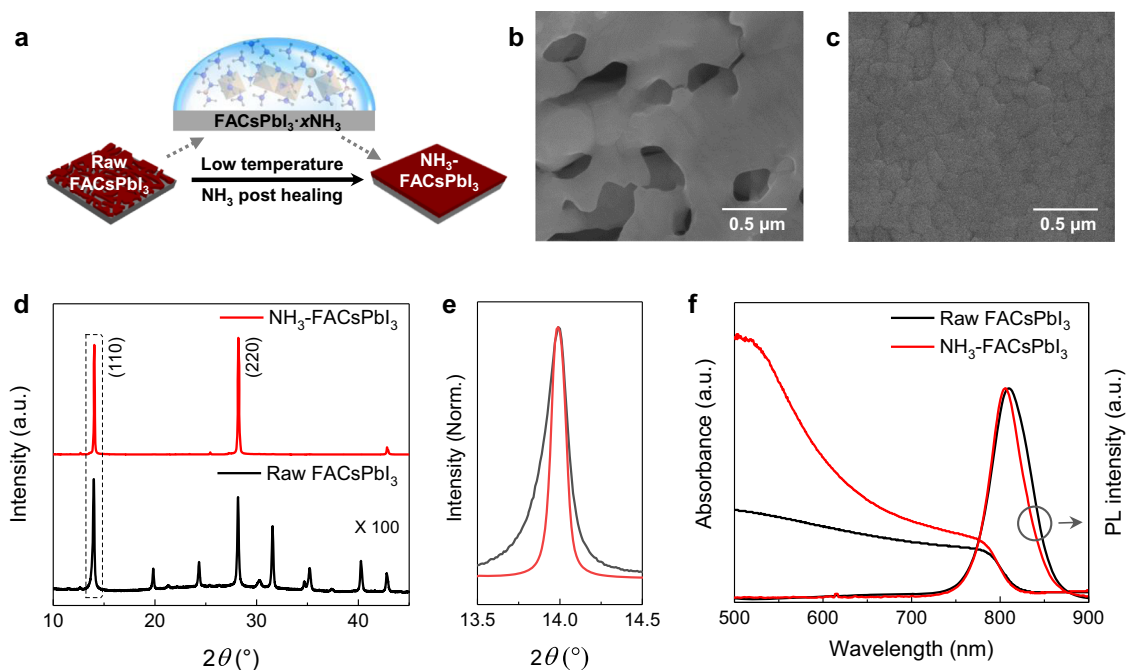 a
FACsPbI₃·xNH₃
Raw
FACsPbI₃
Low temperature
NH₃ post healing
NH₃-
FACsPbI₃
b
0.5 μm
c
0.5 μm
d
NH₃-FACsPbI₃
(110)
(220)
Raw FACsPbI₃
X 100
Intensity (a.u.)
10 20 30 40
2θ (°)
e
Intensity (Norm.)
13.5 14.0 14.5
2θ (°)
f
Raw FACsPbI₃
NH₃-FACsPbI₃
Absorbance (a.u.)
PL intensity (a.u.)
500 600 700 800 900
Wavelength (nm)